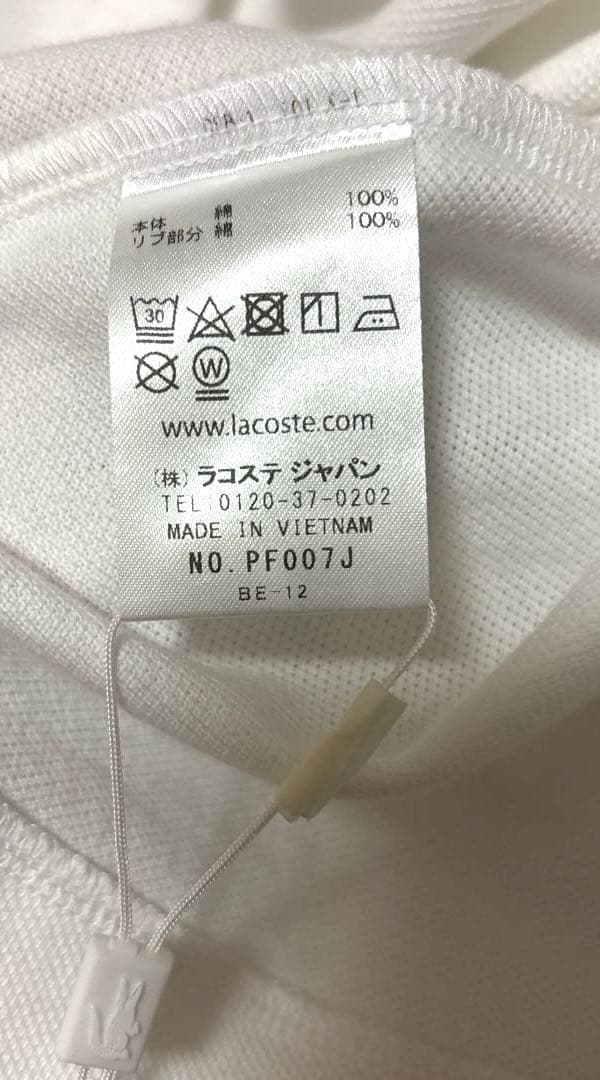 本体 綿 100%
リブ部分 綿 100%
30
W
www.lacoste.com
(株) ラコステ ジャパン
TEL 0120-37-0202
MADE IN VIETNAM
NO. PF007J
BE-12